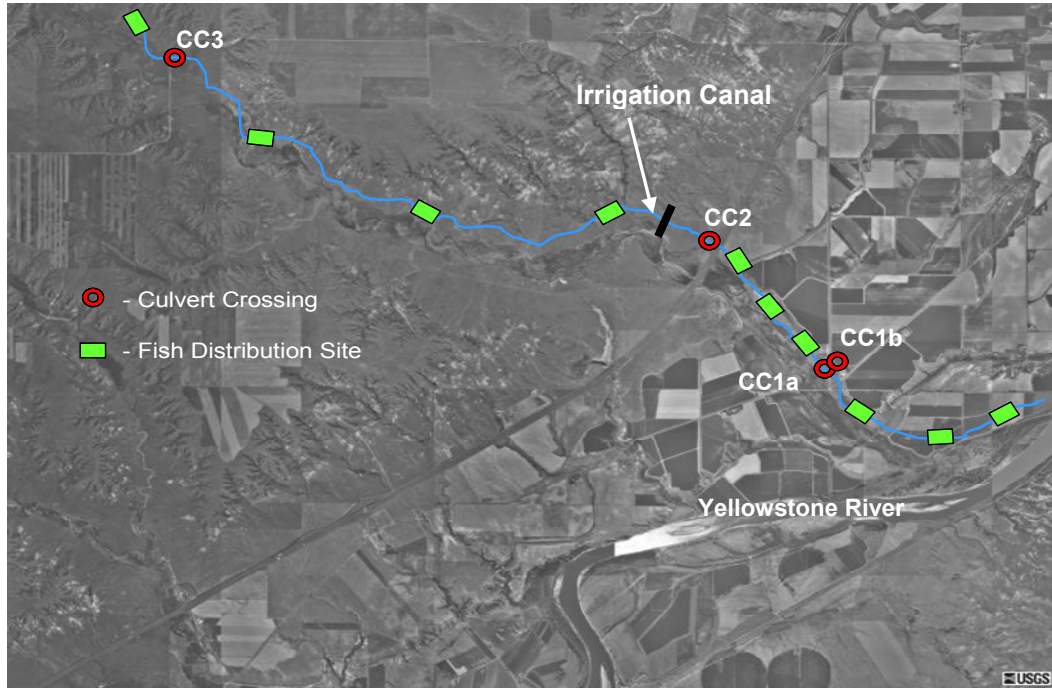 CC3
Irrigation Canal
CC2
- Culvert Crossing
- Fish Distribution Site
CC1b
CC1a
Yellowstone River
USGS